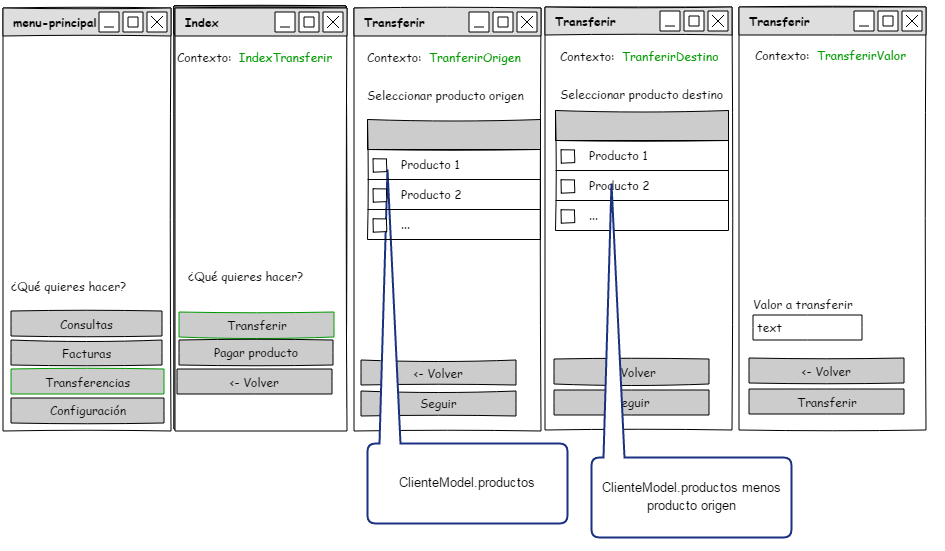 menu-principal
¿Qué quieres hacer?
Consultas
Facturas
Transferencias
Configuración
Index
Contexto: IndexTransferir
¿Qué quieres hacer?
Transferir
Pagar producto
<- Volver
Transferir
Contexto: TranferirOrigen
Seleccionar producto origen
Producto 1
Producto 2
...
<- Volver
Seguir
ClienteModel.productos
Transferir
Contexto: TranferirDestino
Seleccionar producto destino
Producto 1
Producto 2
...
Volver
eguir
ClienteModel.productos menos
producto origen
Transferir
Contexto: TransferirValor
Valor a transferir
text
<- Volver
Transferir